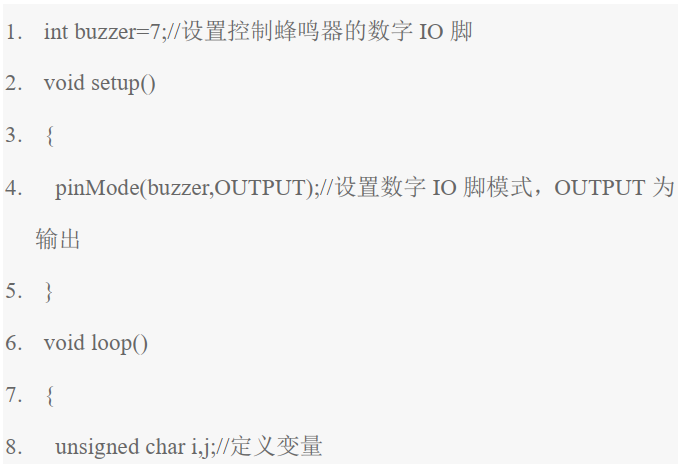 1. int buzzer=7;//设置控制蜂鸣器的数字 IO 脚
2. void setup()
3. {
4. pinMode(buzzer,OUTPUT);//设置数字 IO 脚模式，OUTPUT 为
输出
5. }
6. void loop()
7. {
8. unsigned char i,j;//定义变量